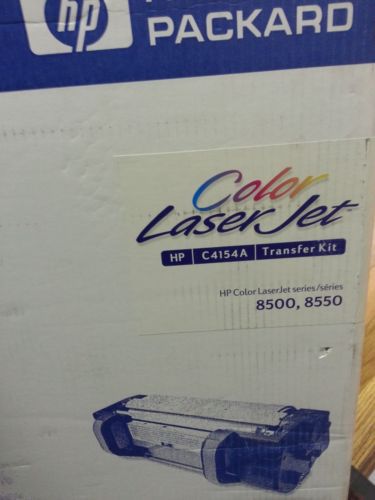 hp
PACKARD
Color
LaserJet
HP C4154A Transfer Kit
HP Color LaserJet series/séries
8500, 8550